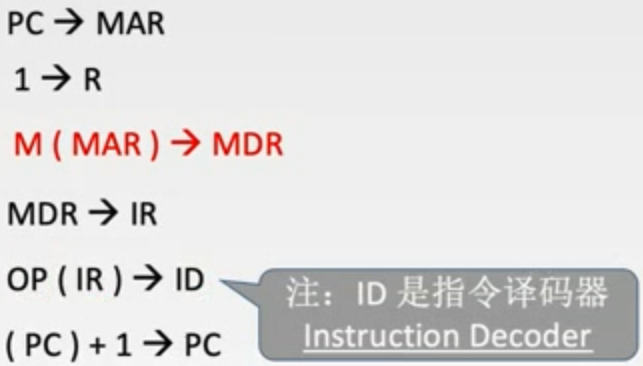 PC → MAR
1 → R
M ( MAR ) → MDR
MDR → IR
OP ( IR ) → ID
注：ID 是指令译码器
Instruction Decoder
( PC ) + 1 → PC